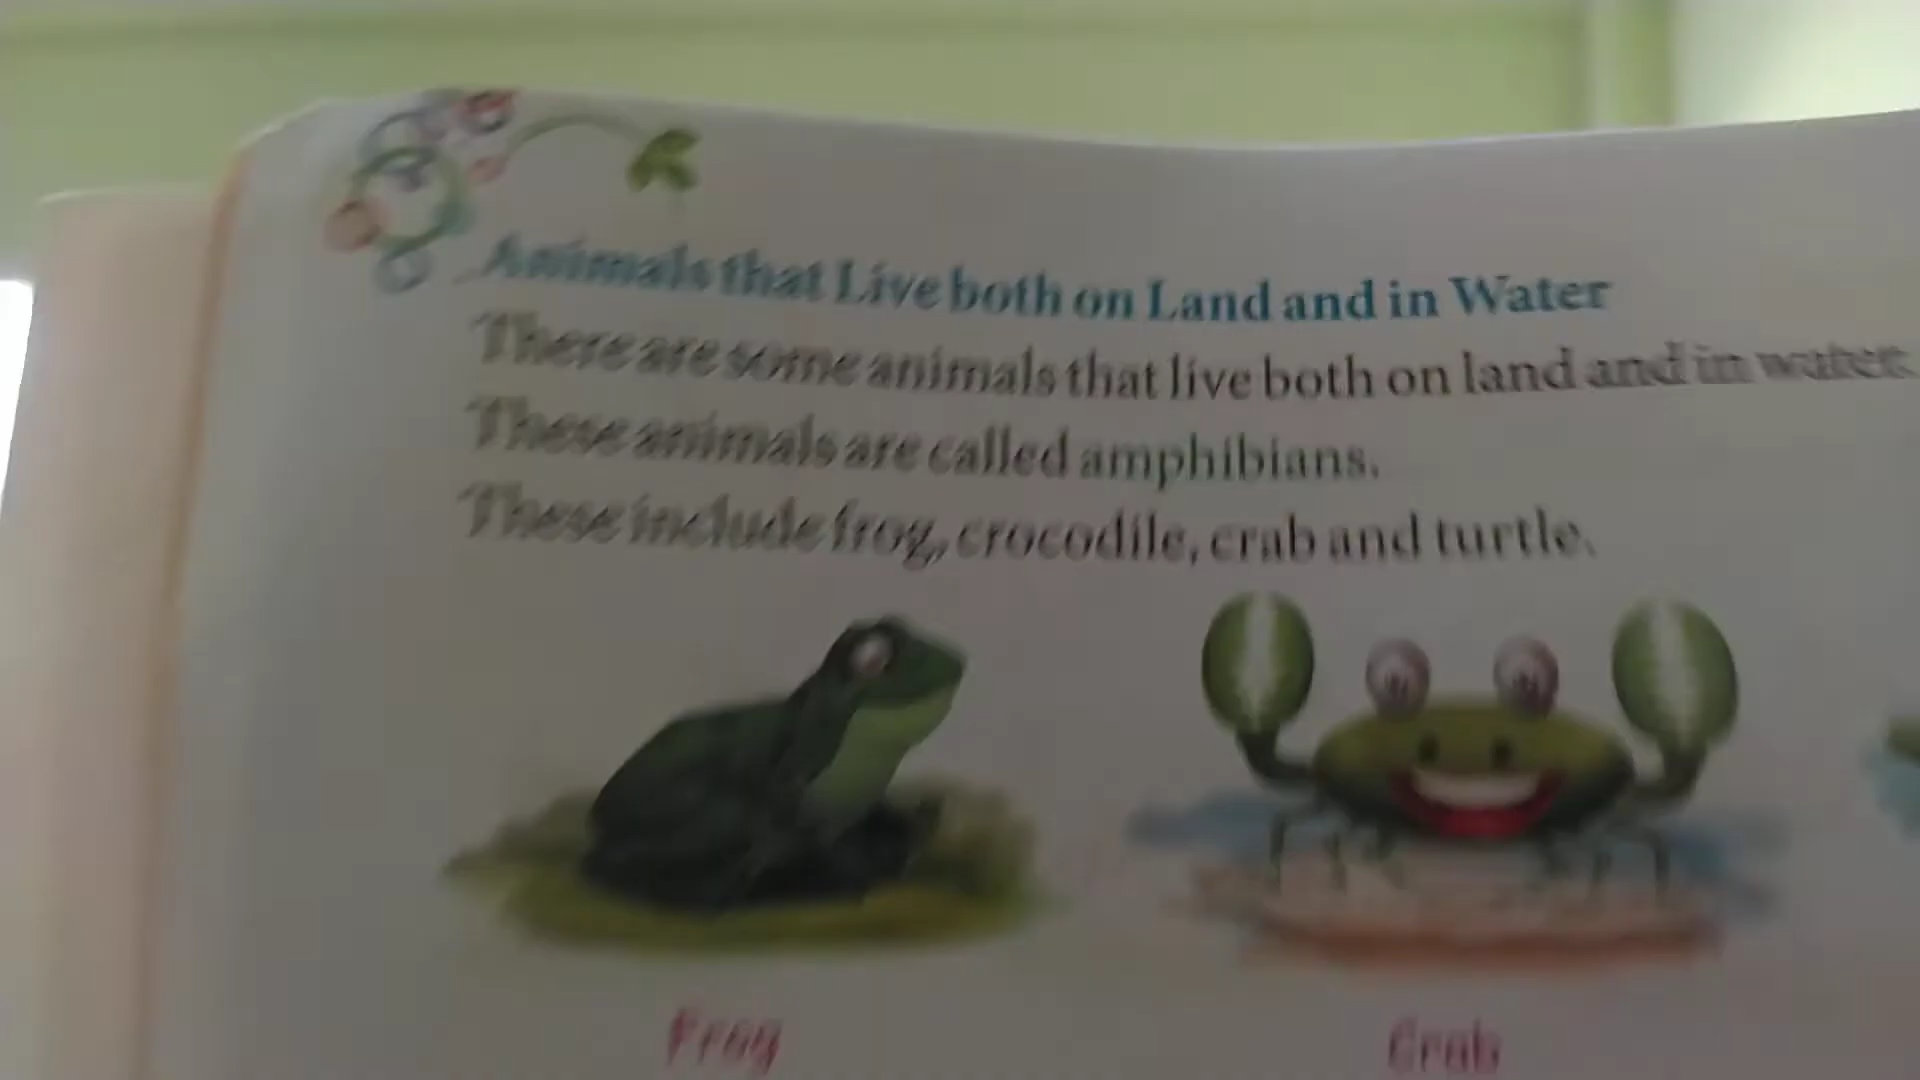 Animals that Live both on Land and in Water
There are some animals that live both on land and in water.
These animals are called amphibians.
These include frog, crocodile, crab and turtle.
Frog
Crab